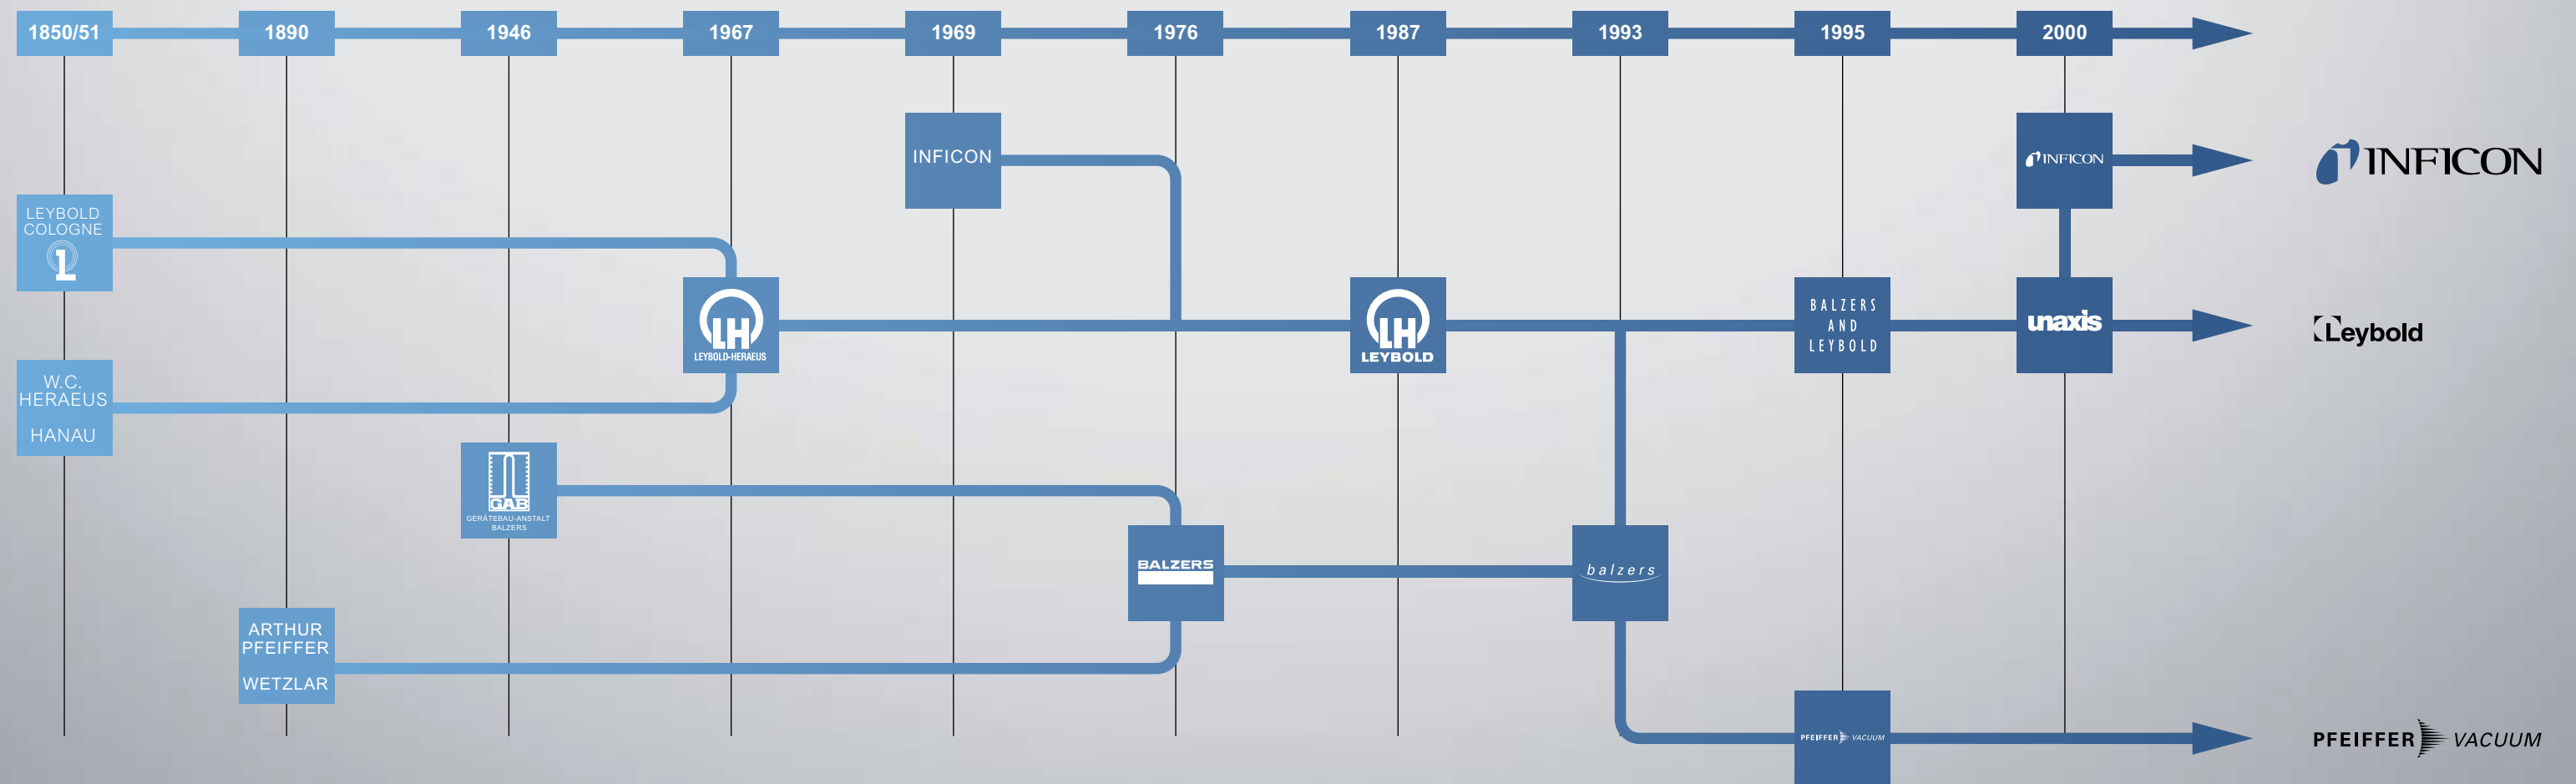 1850/51
1890
1946
1967
1969
1976
1987
1993
1995
2000
INFICON
INFICON
INFICON
LEYBOLD
COLOGNE
L
LH
LEYBOLD-HERAEUS
LH
LEYBOLD
BALZERS
AND
LEYBOLD
unaxis
Leybold
W.C.
HERAEUS
HANAU
GAB
GERÄTEBAU-ANSTALT
BALZERS
BALZERS
balzers
ARTHUR
PFEIFFER
WETZLAR
PFEIFFER VACUUM
PFEIFFER VACUUM